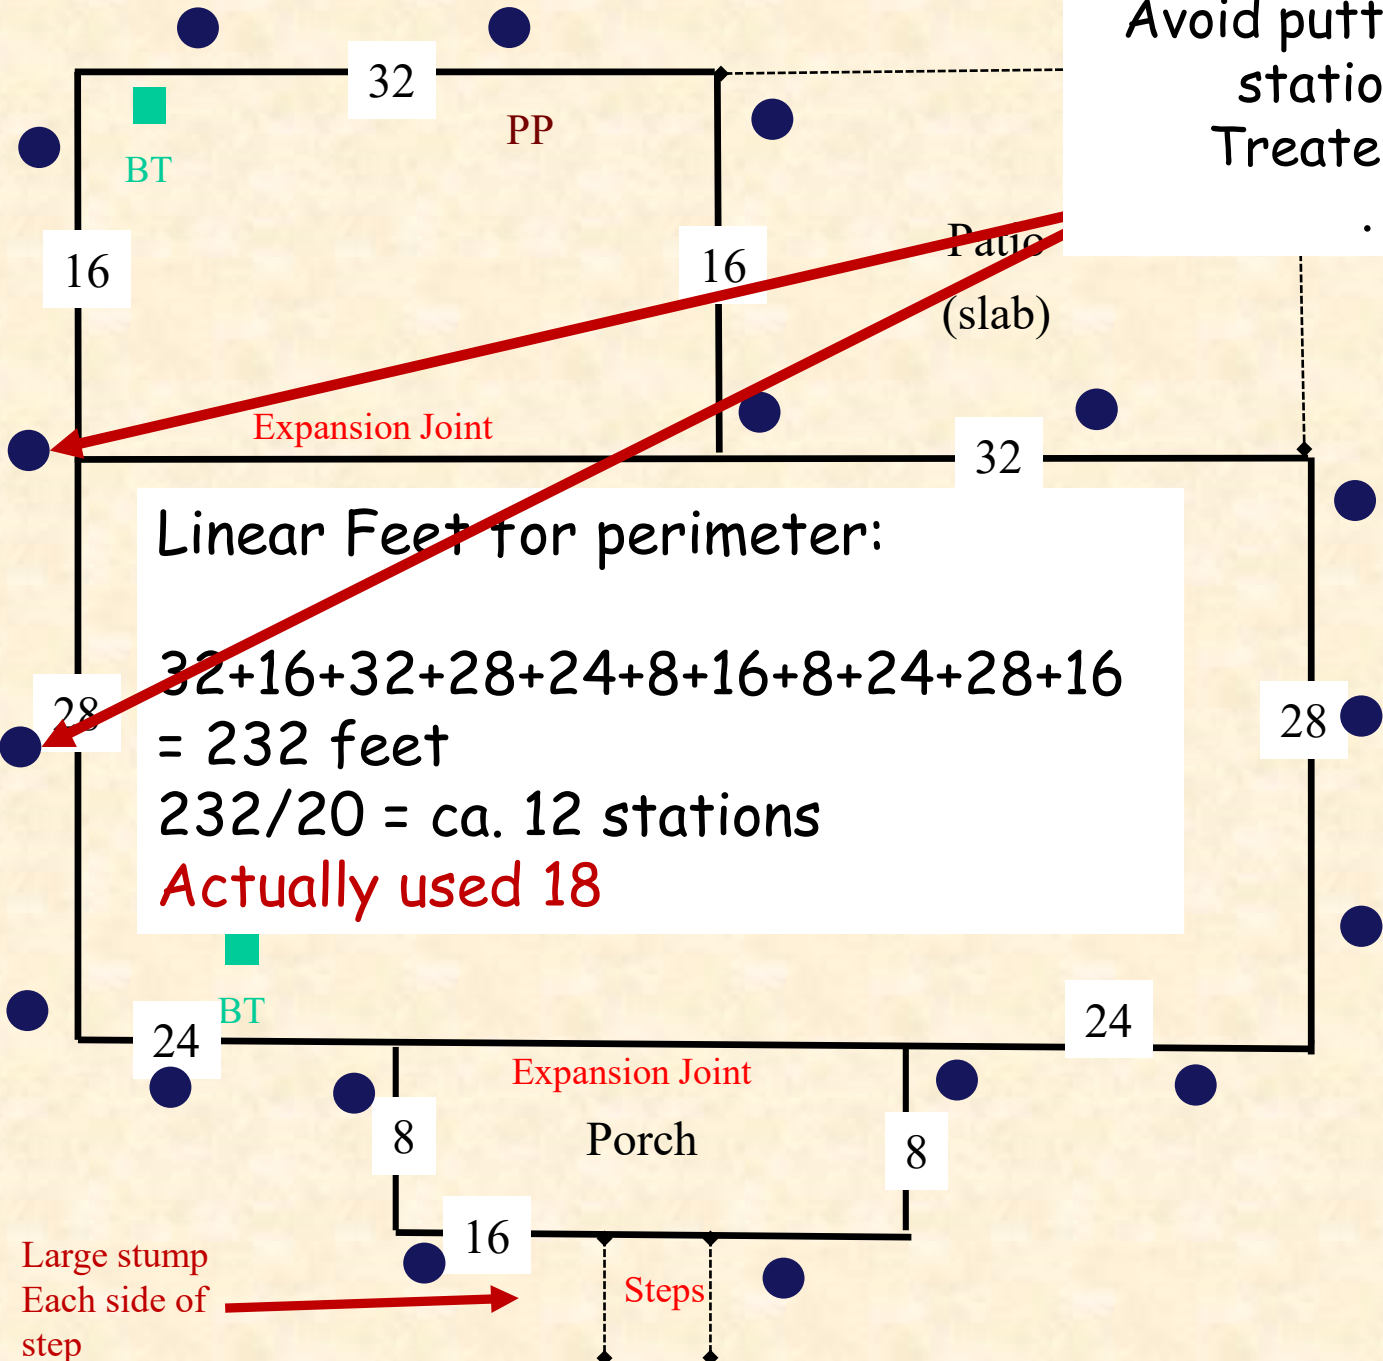 Avoid putt
statio
Treate
.
32
PP
BT
16
16
Patio
(slab)
Expansion Joint
32
Linear Feet for perimeter:
32+16+32+28+24+8+16+8+24+28+16
= 232 feet
232/20 = ca. 12 stations
Actually used 18
28
28
BT
24
24
Expansion Joint
8
Porch
8
16
Large stump
Each side of
step
Steps